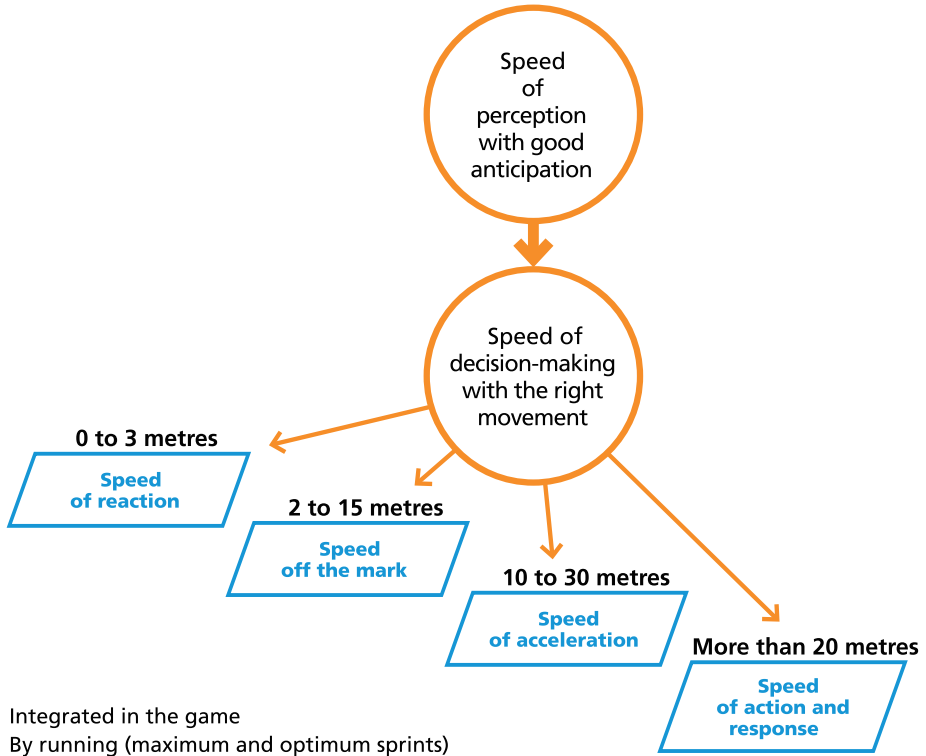 Speed
of
perception
with good
anticipation
Speed of
decision-making
with the right
movement
0 to 3 metres
Speed
of reaction
2 to 15 metres
Speed
off the mark
10 to 30 metres
Speed
of acceleration
More than 20 metres
Speed
of action and
response
Integrated in the game
By running (maximum and optimum sprints)